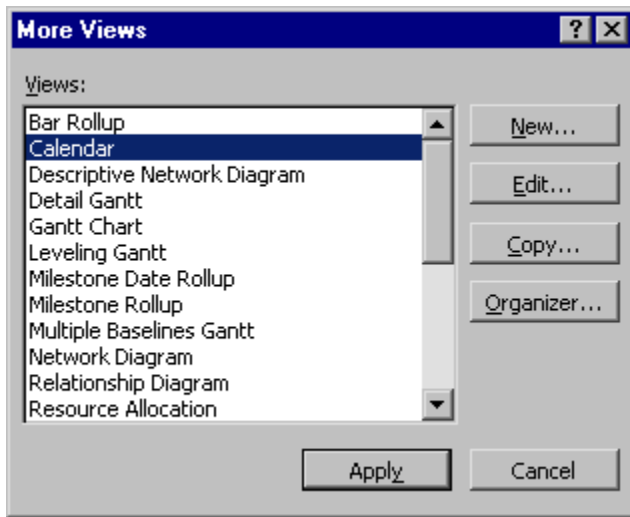 More Views
Views:
Bar Rollup
Calendar
Descriptive Network Diagram
Detail Gantt
Gantt Chart
Leveling Gantt
Milestone Date Rollup
Milestone Rollup
Multiple Baselines Gantt
Network Diagram
Relationship Diagram
Resource Allocation
New...
Edit...
Copy...
Organizer...
Apply
Cancel